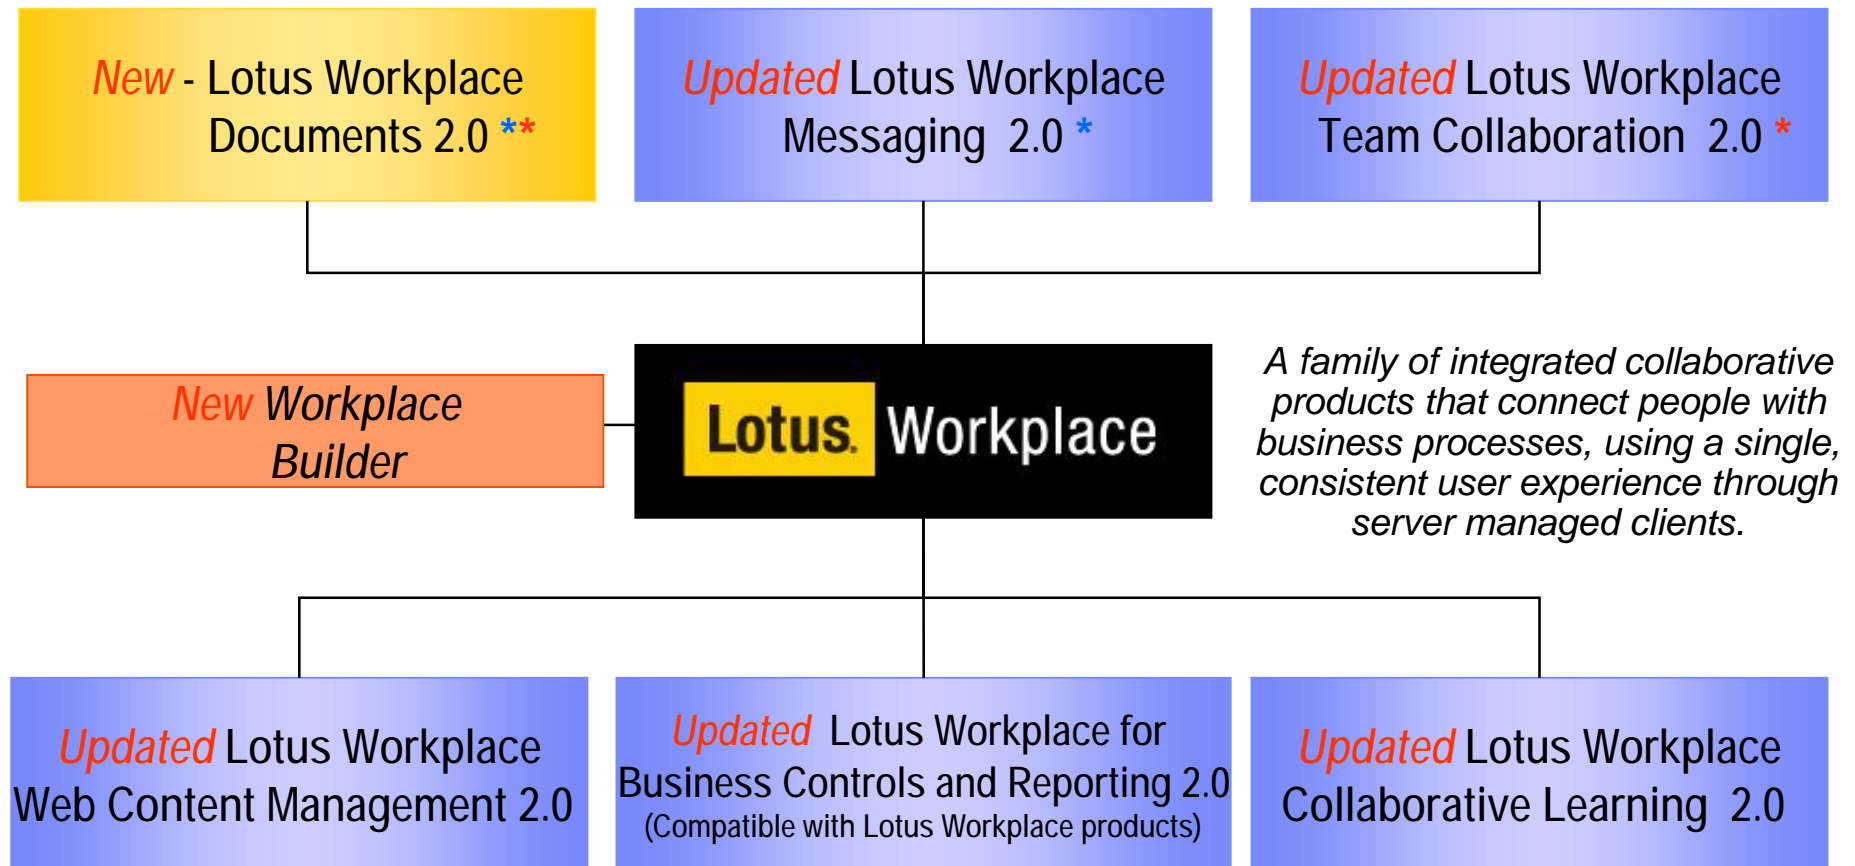 New - Lotus Workplace
Documents 2.0 **
Updated Lotus Workplace
Messaging 2.0 *
Updated Lotus Workplace
Team Collaboration 2.0 *
New Workplace
Builder
Lotus. Workplace
A family of integrated collaborative
products that connect people with
business processes, using a single,
consistent user experience through
server managed clients.
Updated Lotus Workplace
Web Content Management 2.0
Updated Lotus Workplace for
Business Controls and Reporting 2.0
(Compatible with Lotus Workplace products)
Updated Lotus Workplace
Collaborative Learning 2.0